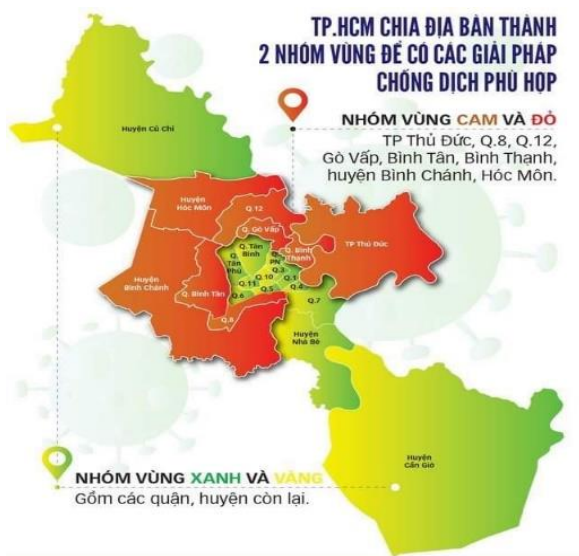 TP.HCM CHIA ĐỊA BÀN THÀNH
2 NHÓM VÙNG ĐỂ CÓ CÁC GIẢI PHÁP
CHỐNG DỊCH PHÙ HỢP
NHÓM VÙNG CAM VÀ ĐỎ
TP Thủ Đức, Q.8, Q.12,
Gò Vấp, Bình Tân, Bình Thạnh,
huyện Bình Chánh, Hóc Môn.
Huyện Củ Chi
Huyện
Hóc Môn
Q.12
Q. Gò Vấp
Q. Bình
Thạnh
TP Thủ Đức
Q. Tân
Bình
Q.
Tân
Phú
Q.
PN
Q.3
Q.1
Q.10
Q.11
Q.5
Q.4
Q.6
Huyện
Bình Chánh
Q. Bình Tân
Q.8
Q.7
Huyện
Nhà Bè
Huyện
Cần Giờ
NHÓM VÙNG XANH VÀ VÀNG
Gồm các quận, huyện còn lại.